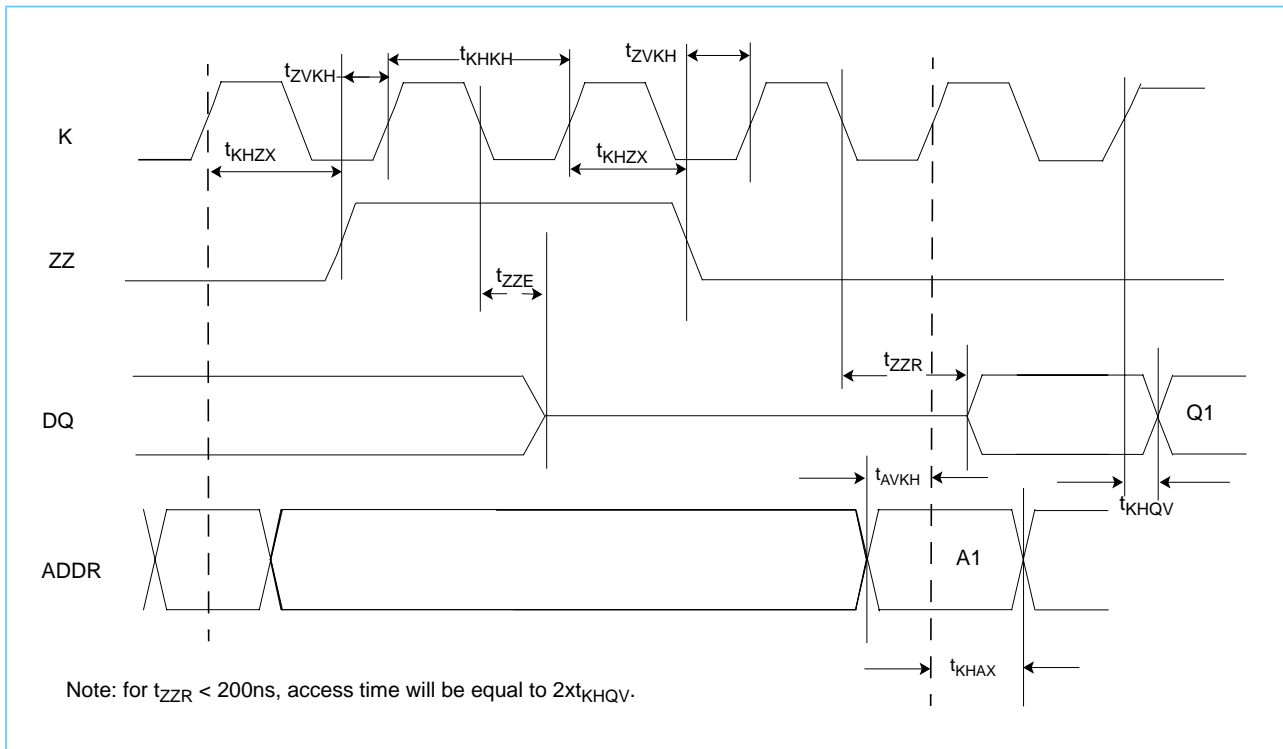 tKHKH
tZVKH
tZVKH
K
tKHZX
tKHZX
ZZ
tZZE
tZZR
DQ
Q1
tAVKH
tKHQV
ADDR
A1
tKHAX
Note: for tZZR < 200ns, access time will be equal to 2xtKHQV.